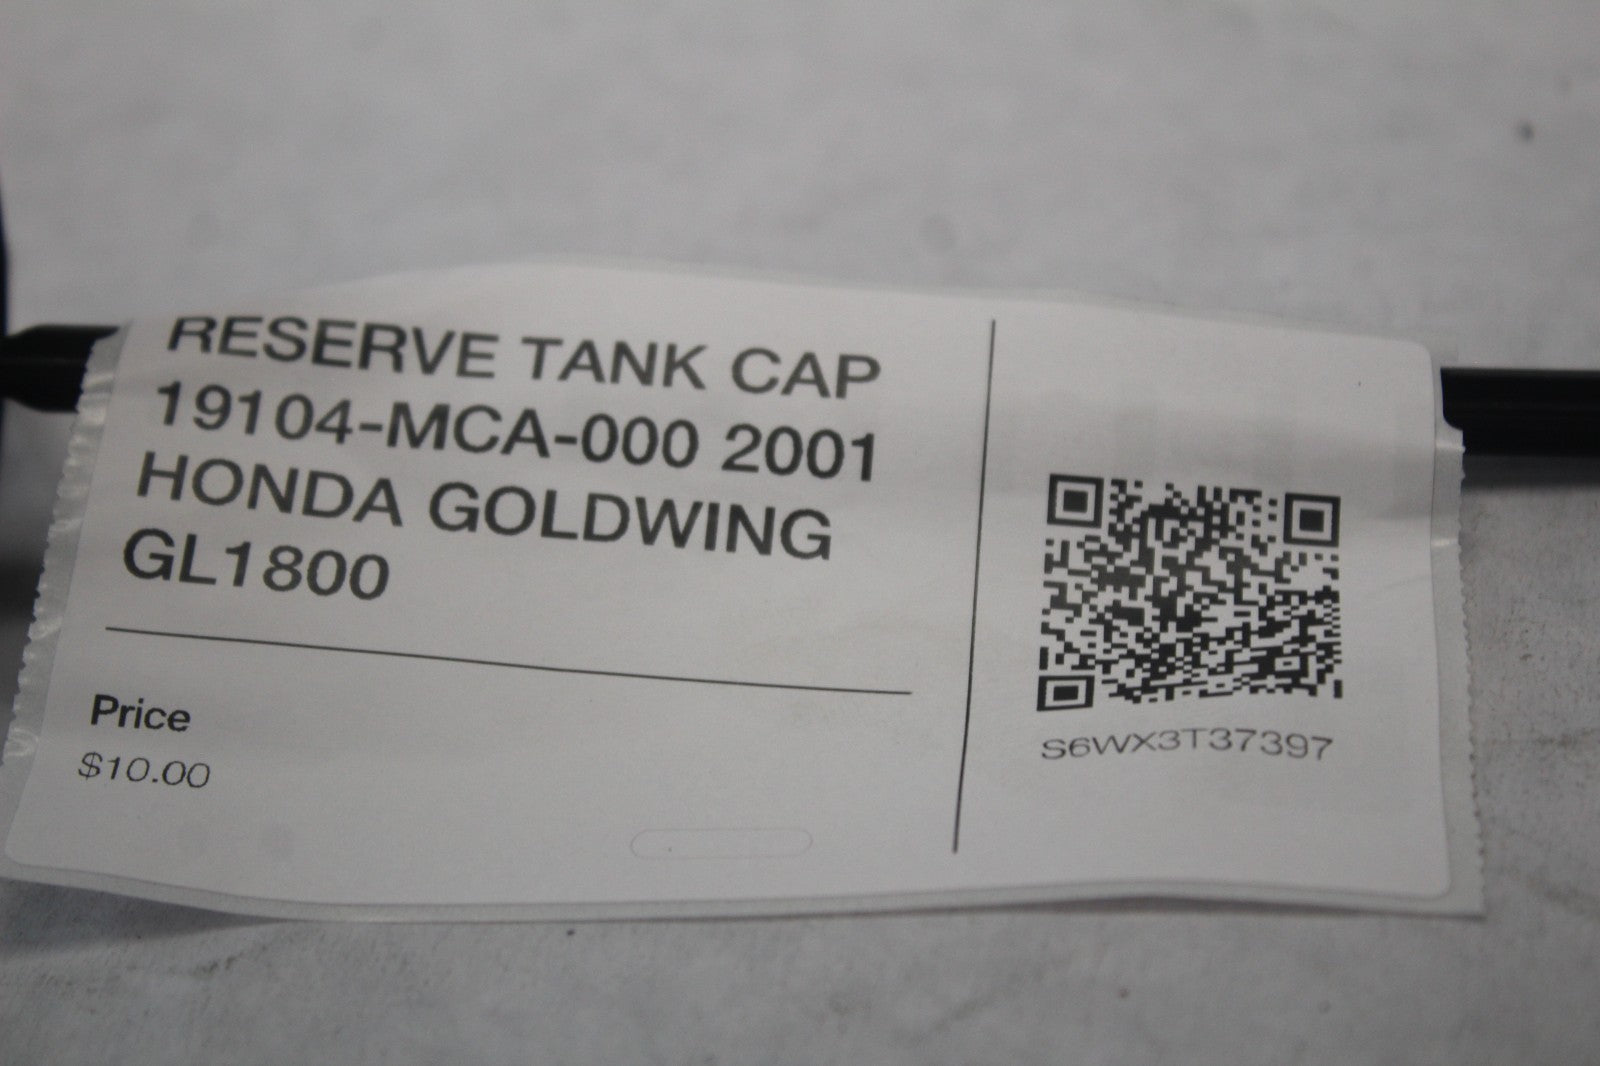 RESERVE TANK CAP
19104-MCA-000 2001
HONDA GOLDWING
GL1800
Price
$10.00
S6WX3T37397